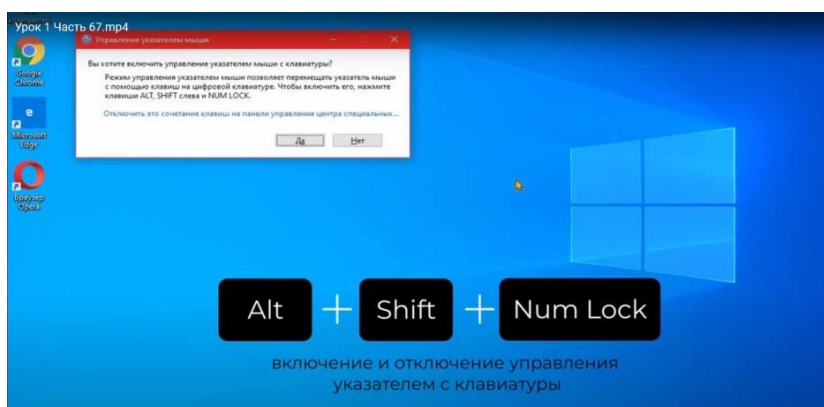 Урок 1 Часть 67.mp4
Управление указателем мыши
Вы хотите включить управление указателем мыши с клавиатуры?
Режим управления указателем мыши позволяет перемещать указатель мыши
с помощью клавиш на цифровой клавиатуре. Чтобы включить его, нажмите
клавиши ALT, SHIFT слева и NUM LOCK.
Отключить это сочетание клавиш на панели управления центра специальных...
Да
Нет
Google
Chrome
Microsoft
Edge
Браузер
Opera
Alt + Shift + Num Lock
включение и отключение управления
указателем с клавиатуры